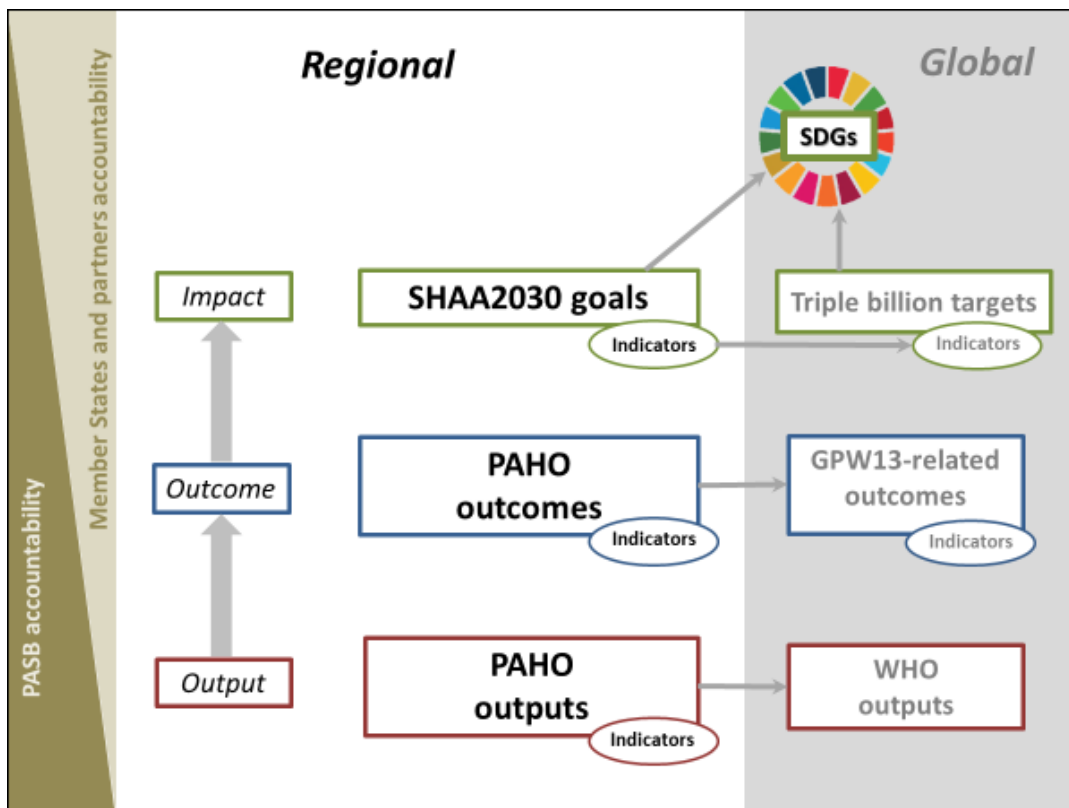 PASB accountability
Member States and partners accountability
Regional
Global
SDGs
Impact
SHAA2030 goals
Indicators
Triple billion targets
Indicators
Outcome
PAHO
outcomes
Indicators
GPW13-related
outcomes
Indicators
Output
PAHO
outputs
Indicators
WHO
outputs